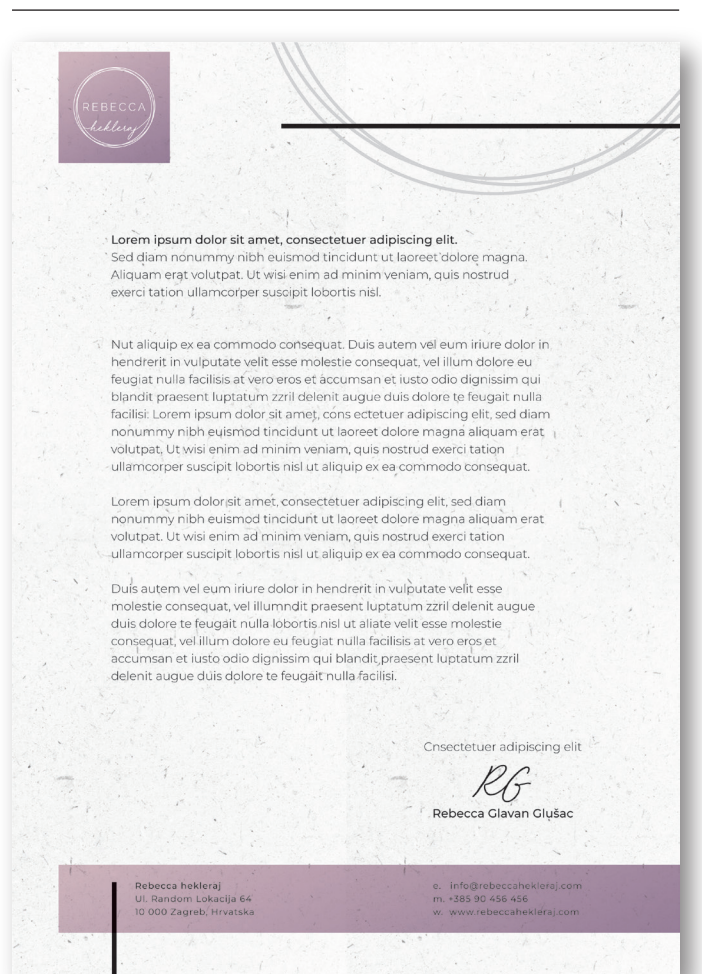 REBECCA
hekleraj
Lorem ipsum dolor sit amet, consectetuer adipiscing elit.
Sed diam nonummy nibh euismod tincidunt ut laoreet dolore magna.
Aliquam erat volutpat. Ut wisi enim ad minim veniam, quis nostrud
exerci tation ullamcorper suscipit lobortis nisl.
Nut aliquip ex ea commodo consequat. Duis autem vel eum iriure dolor in
hendrerit in vulputate velit esse molestie consequat, vel illum dolore eu
feugiat nulla facilisis at vero eros et accumsan et iusto odio dignissim qui
blandit praesent luptatum zzril delenit augue duis dolore te feugait nulla
facilisi. Lorem ipsum dolor sit amet, cons ectetuer adipiscing elit, sed diam
nonummy nibh euismod tincidunt ut laoreet dolore magna aliquam erat
volutpat. Ut wisi enim ad minim veniam, quis nostrud exerci tation
ullamcorper suscipit lobortis nisl ut aliquip ex ea commodo consequat.
Lorem ipsum dolor sit amet, consectetuer adipiscing elit, sed diam
nonummy nibh euismod tincidunt ut laoreet dolore magna aliquam erat
volutpat. Ut wisi enim ad minim veniam, quis nostrud exerci tation
ullamcorper suscipit lobortis nisl ut aliquip ex ea commodo consequat.
Duis autem vel eum iriure dolor in hendrerit in vulputate velit esse
molestie consequat, vel illumndit praesent luptatum zzril delenit augue
duis dolore te feugait nulla lobortis nisl ut aliate velit esse molestie
consequat, vel illum dolore eu feugiat nulla facilisis at vero eros et
accumsan et iusto odio dignissim qui blandit praesent luptatum zzril
delenit augue duis dolore te feugait nulla facilisi.
Cnsectetuer adipiscing elit
RG
Rebecca Glavan Glušac
Rebecca hekleraj
Ul. Random Lokacija 64
10 000 Zagreb, Hrvatska
e. info@rebeccahekleraj.com
m. +385 90 456 456
w. www.rebeccahekleraj.com